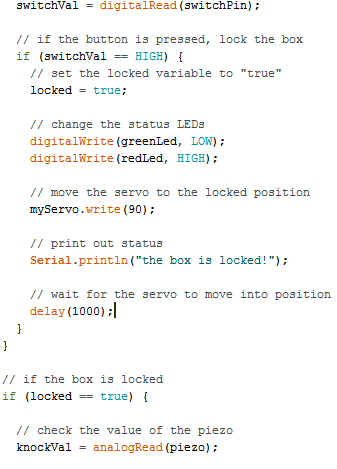 switchVal = digitalRead(switchPin);
// if the button is pressed, lock the box
if (switchVal == HIGH) {
// set the locked variable to "true"
locked = true;
// change the status LEDs
digitalWrite(greenLed, LOW);
digitalWrite(redLed, HIGH);
// move the servo to the locked position
myServo.write(90);
// print out status
Serial.println("the box is locked!");
// wait for the servo to move into position
delay(1000);
}
}
// if the box is locked
if (locked == true) {
// check the value of the piezo
knockVal = analogRead(piezo);